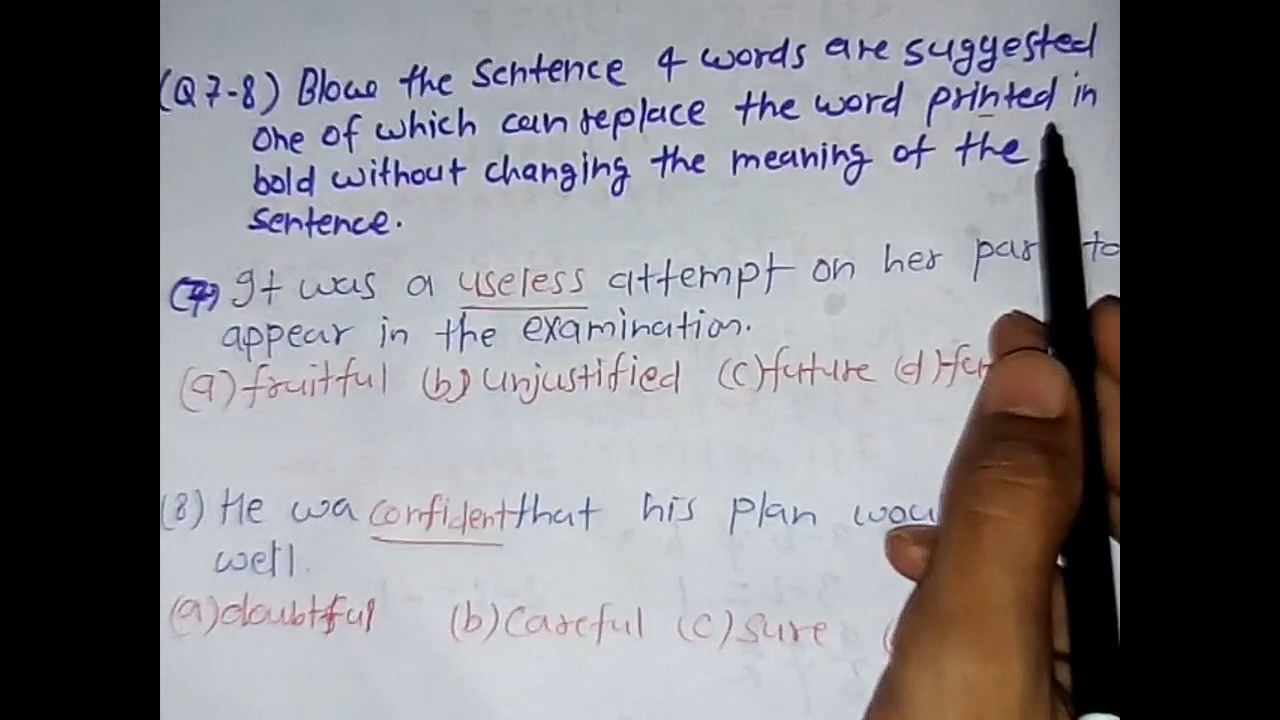 (Q7-8) Bloue the Sentence 4 words are suggested
one of which can replace the word printed in
bold without changing the meaning of the
sentence.
(7) It was a useless attempt on her par to
appear in the examination.
(a) fruitful (b) unjustified (c) future (d)
(8) He wa confident that his plan wou
well.
(a) doubtful (b) Careful (c) sure (